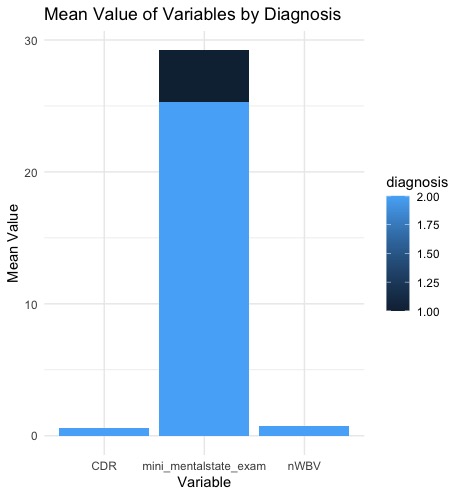 Mean Value of Variables by Diagnosis
30
20
10
0
Mean Value
CDR
mini_mentalstate_exam
nWBV
Variable
diagnosis
2.00
1.75
1.50
1.25
1.00